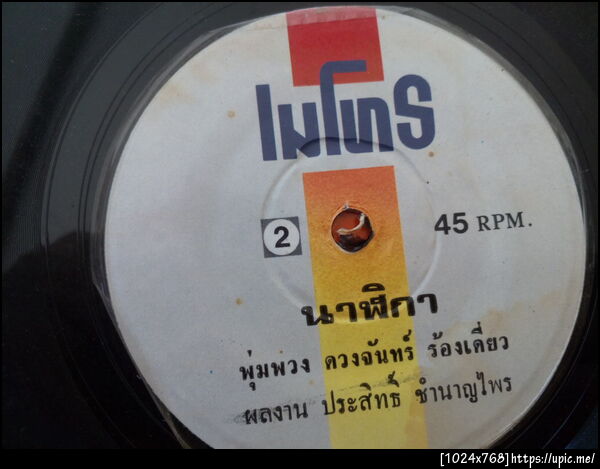 ไมโทร
2
45 RPM.
นาฬิกา
พุ่มพวง ดวงจันทร์ ร้องเดี่ยว
ผลงาน ประสิทธิ์ ชำนาญไพร
[1024x768]https://upic.me/